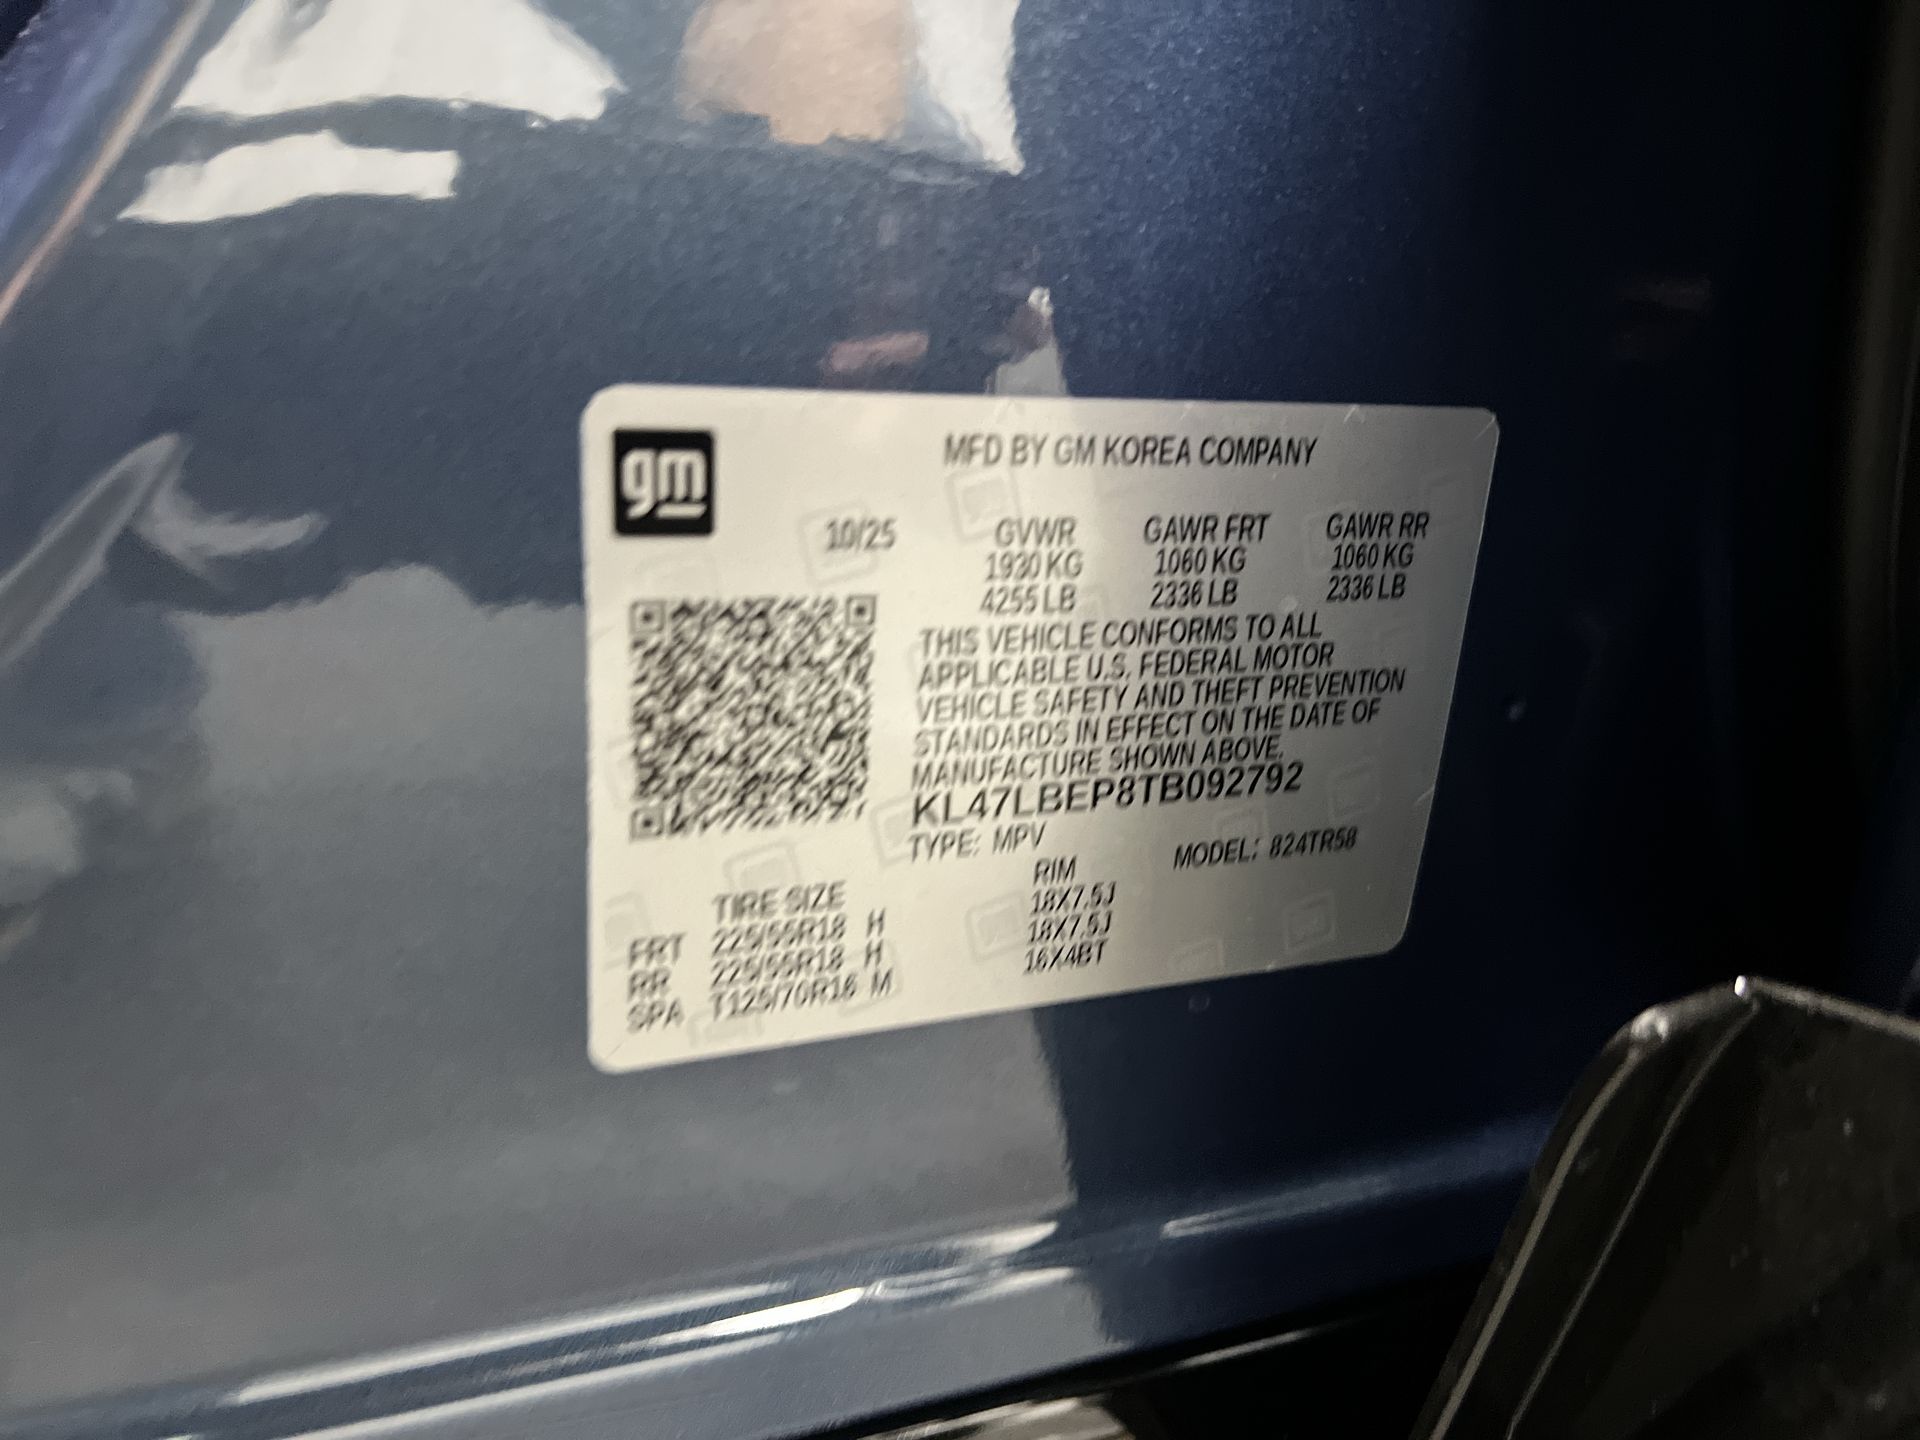 gm
MFD BY GM KOREA COMPANY
10/25 GVWR GAWR FRT GAWR RR
1930 KG 1060 KG 1060 KG
4255 LB 2336 LB 2336 LB
THIS VEHICLE CONFORMS TO ALL
APPLICABLE U.S. FEDERAL MOTOR
VEHICLE SAFETY AND THEFT PREVENTION
STANDARDS IN EFFECT ON THE DATE OF
MANUFACTURE SHOWN ABOVE.
KL47LBEP8TB092792
TYPE: MPV MODEL: 824TR58
TIRE SIZE RIM
FRT 225/55R18 H 18X7.5J
RR 225/55R18 H 18X7.5J
SPA T125/70R16 M 16X4BT